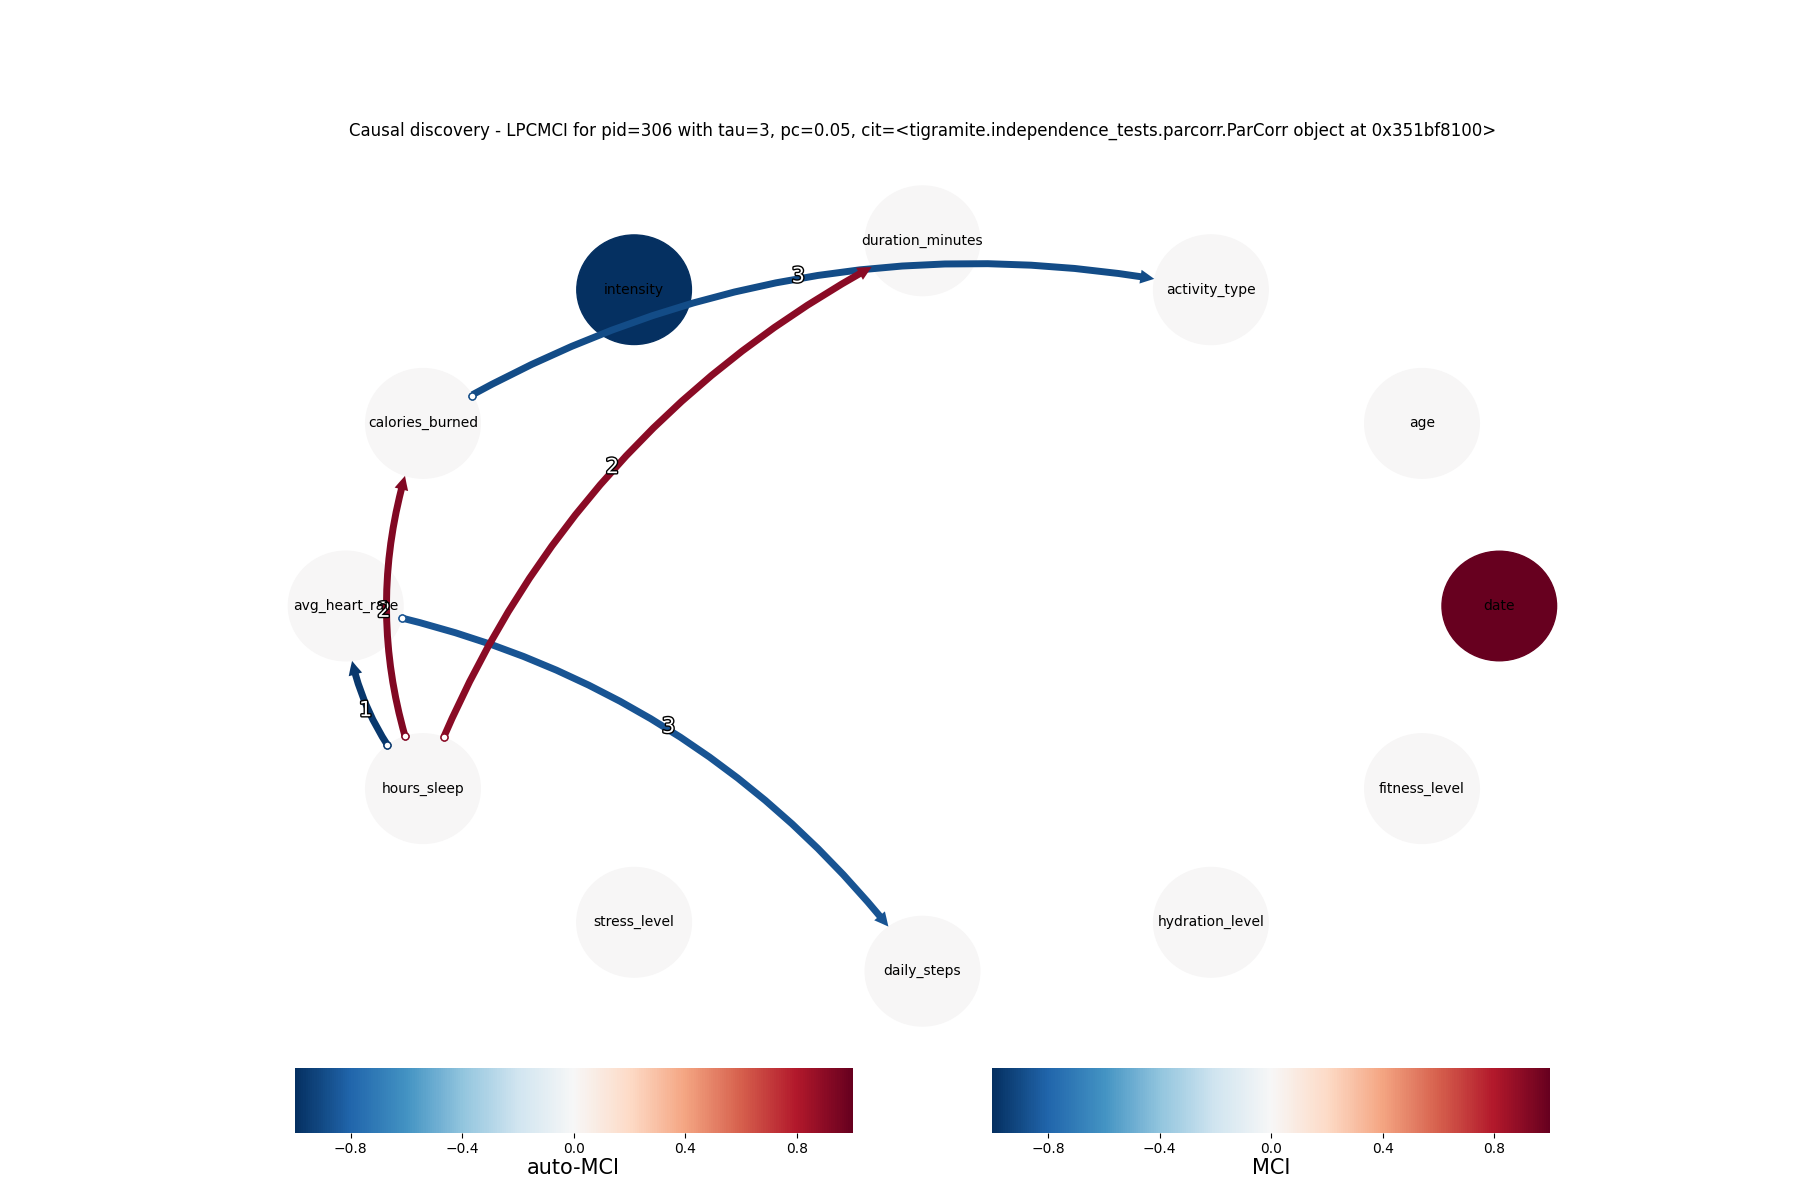 Causal discovery - LPCMCI for pid=306 with tau=3, pc=0.05, cit=<tigramite.independence_tests.parcorr.ParCorr object at 0x351bf8100>
duration_minutes
intensity
activity_type
3
calories_burned
age
2
avg_heart_rate
2
date
1
3
hours_sleep
fitness_level
stress_level
hydration_level
daily_steps
−0.8 −0.4 0.0 0.4 0.8
auto-MCI
−0.8 −0.4 0.0 0.4 0.8
MCI